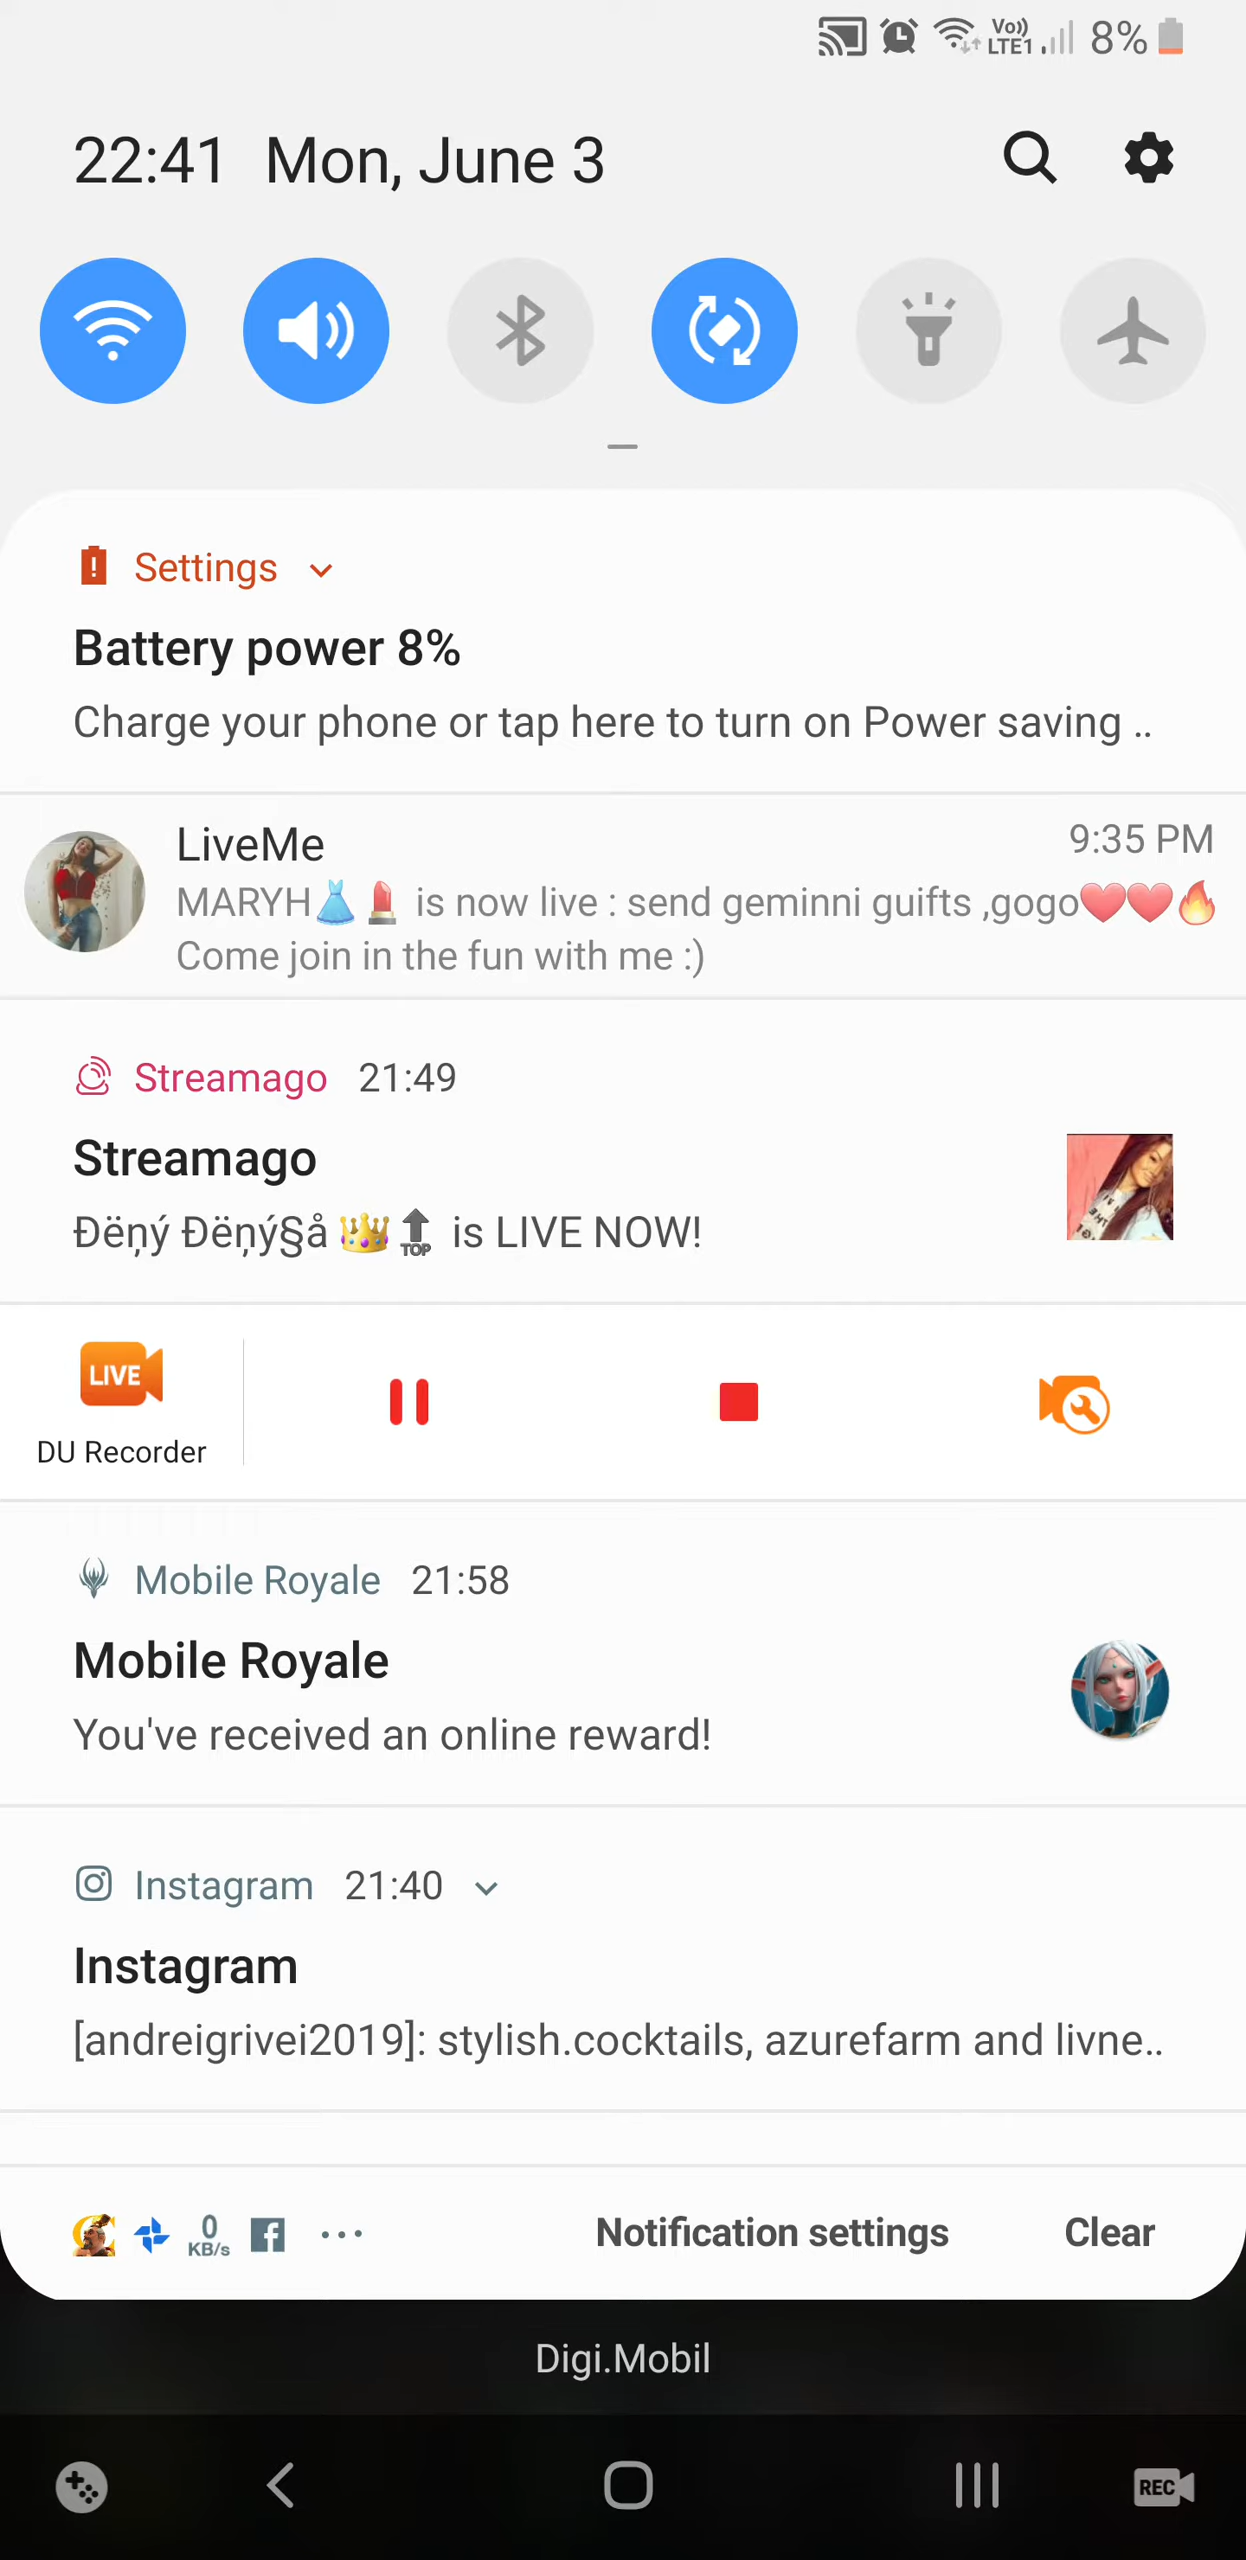 Vo)) LTE1 8%
22:41 Mon, June 3
Settings
Battery power 8%
Charge your phone or tap here to turn on Power saving ..
LiveMe 9:35 PM
MARYH👗💄 is now live : send geminni guifts ,gogo❤️❤️🔥
Come join in the fun with me :)
Streamago 21:49
Streamago
Ðëņý Ðëņý§å👑🔝 is LIVE NOW!
LIVE
DU Recorder
Mobile Royale 21:58
Mobile Royale
You've received an online reward!
Instagram 21:40
Instagram
[andreigrivei2019]: stylish.cocktails, azurefarm and livne..
0 KB/s ... Notification settings Clear
Digi.Mobil
REC